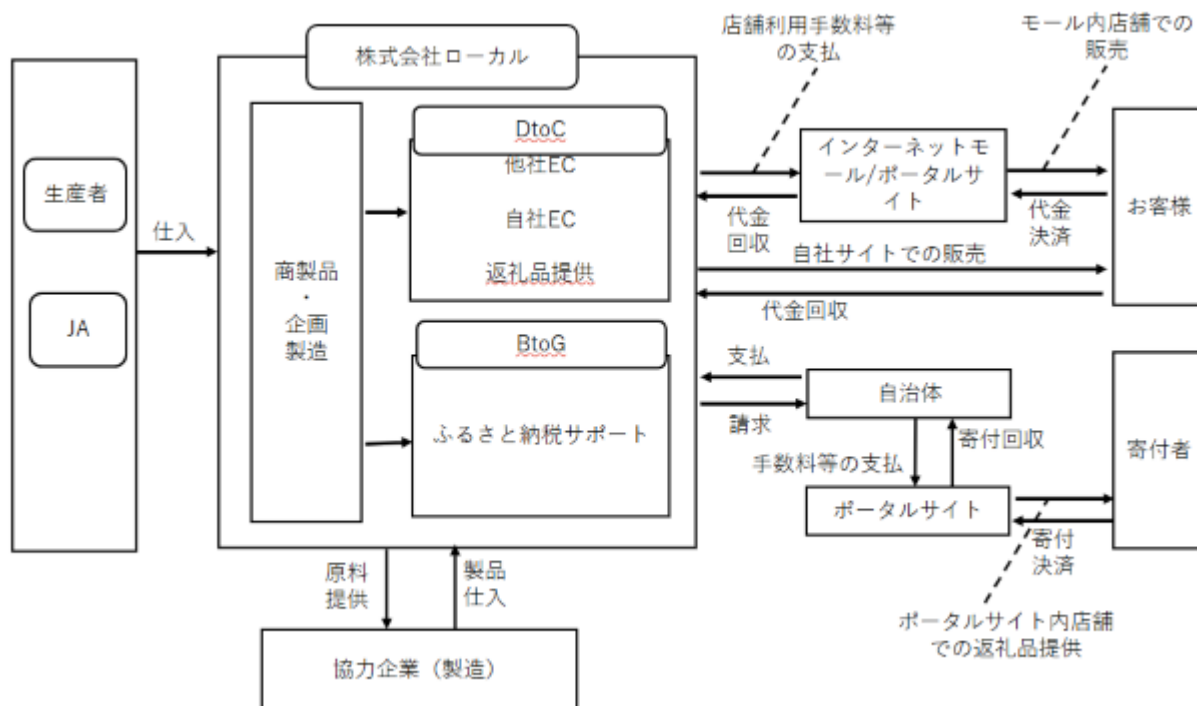 店舗利用手数料等
の支払
モール内店舗での
販売
株式会社ローカル
DtoC
他社EC
自社EC
返礼品提供
インターネットモ
ール/ポータルサ
イト
お客様
生産者
JA
仕入
商製品
・
企画
製造
代金
回収
代金
決済
自社サイトでの販売
代金回収
BtoG
ふるさと納税サポート
支払
請求
自治体
手数料等の支払
寄付回収
ポータルサイト
寄付者
寄付
決済
ポータルサイト内店舗
での返礼品提供
原料
提供
製品
仕入
協力企業（製造）